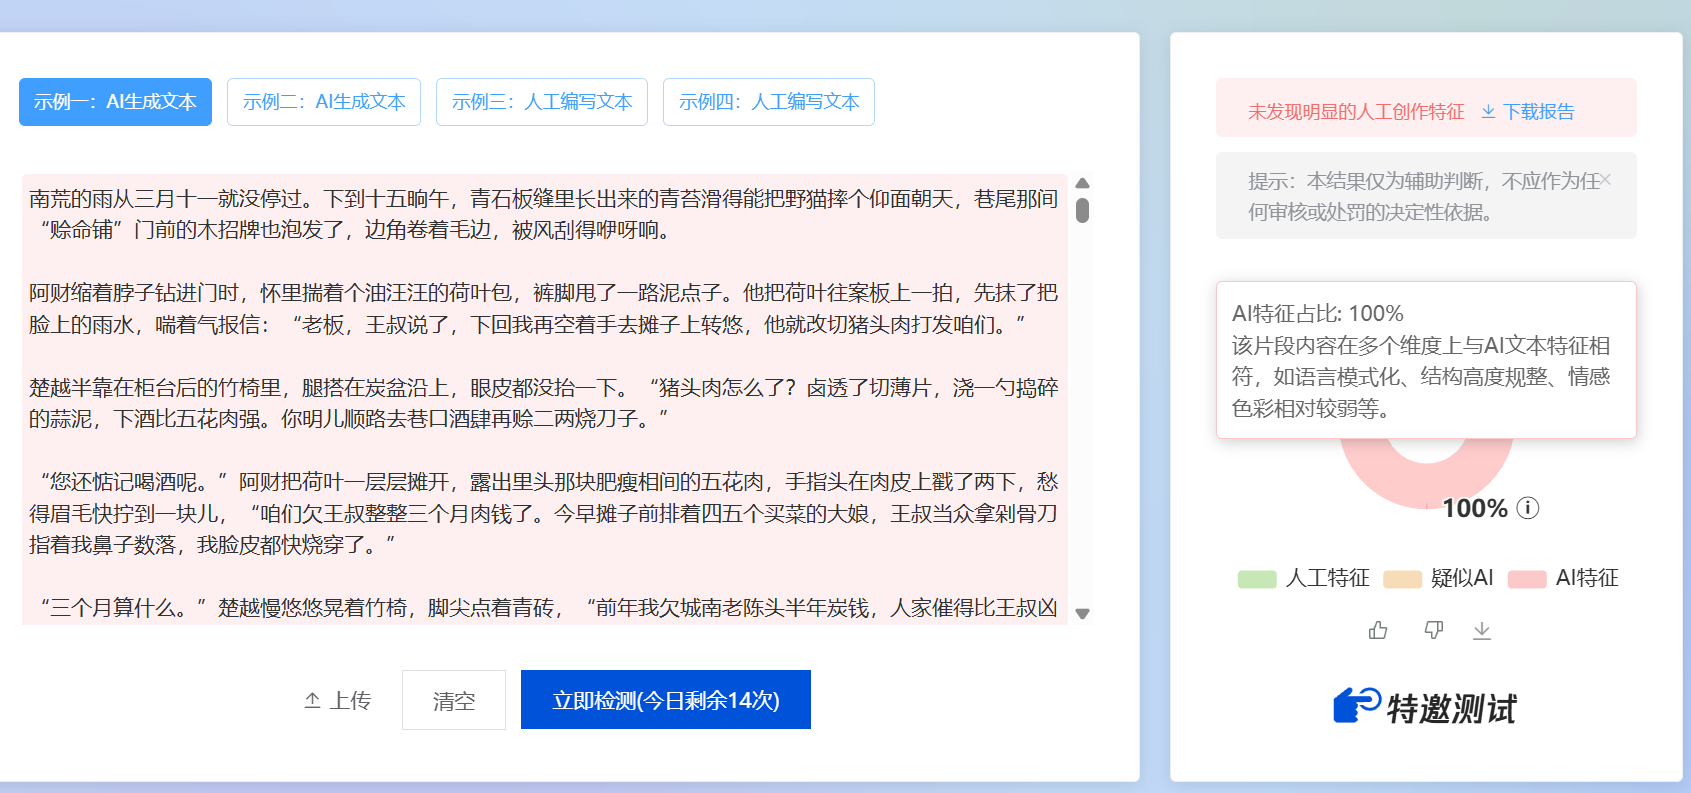 示例一：AI生成文本
示例二：AI生成文本
示例三：人工编写文本
示例四：人工编写文本
南荒的雨从三月十一就没停过。下到十五晌午，青石板缝里长出来的青苔滑得能把野猫摔个仰面朝天，巷尾那间
“赊命铺”门前的木招牌也泡发了，边角卷着毛边，被风刮得咿呀响。
阿财缩着脖子钻进门时，怀里揣着个油汪汪的荷叶包，裤脚甩了一路泥点子。他把荷叶往案板上一拍，先抹了把
脸上的雨水，喘着气报信：“老板，王叔说了，下回我再空着手去摊子上转悠，他就改切猪头肉打发咱们。”
楚越半靠在柜台后的竹椅里，腿搭在炭盆沿上，眼皮都没抬一下。“猪头肉怎么了？卤透了切薄片，浇一勺捣碎
的蒜泥，下酒比五花肉强。你明儿顺路去巷口酒肆再赊二两烧刀子。”
“您还惦记喝酒呢。”阿财把荷叶一层层摊开，露出里头那块肥瘦相间的五花肉，手指头在肉皮上戳了两下，愁
得眉毛快拧到一块儿，“咱们欠王叔整整三个月肉钱了。今早摊子前排着四五个买菜的大娘，王叔当众拿剁骨刀
指着我鼻子数落，我脸皮都快烧穿了。”
“三个月算什么。”楚越慢悠悠晃着竹椅，脚尖点着青砖，“前年我欠城南老陈头半年炭钱，人家催得比王叔凶
上传
清空
立即检测(今日剩余14次)
未发现明显的人工创作特征
下载报告
提示：本结果仅为辅助判断，不应作为任
何审核或处罚的决定性依据。
AI特征占比: 100%
该片段内容在多个维度上与AI文本特征相
符，如语言模式化、结构高度规整、情感
色彩相对较弱等。
100%
人工特征
疑似AI
AI特征
特邀测试